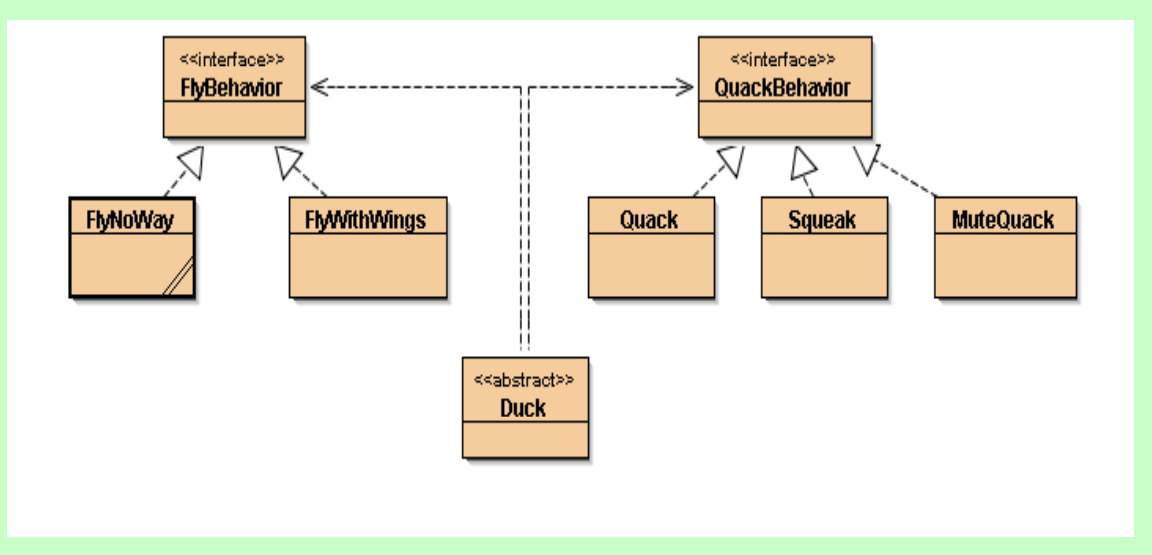 <<interface>>
FlyBehavior
<<interface>>
QuackBehavior
FlyNoWay
FlyWithWings
Quack
Squeak
MuteQuack
<<abstract>>
Duck